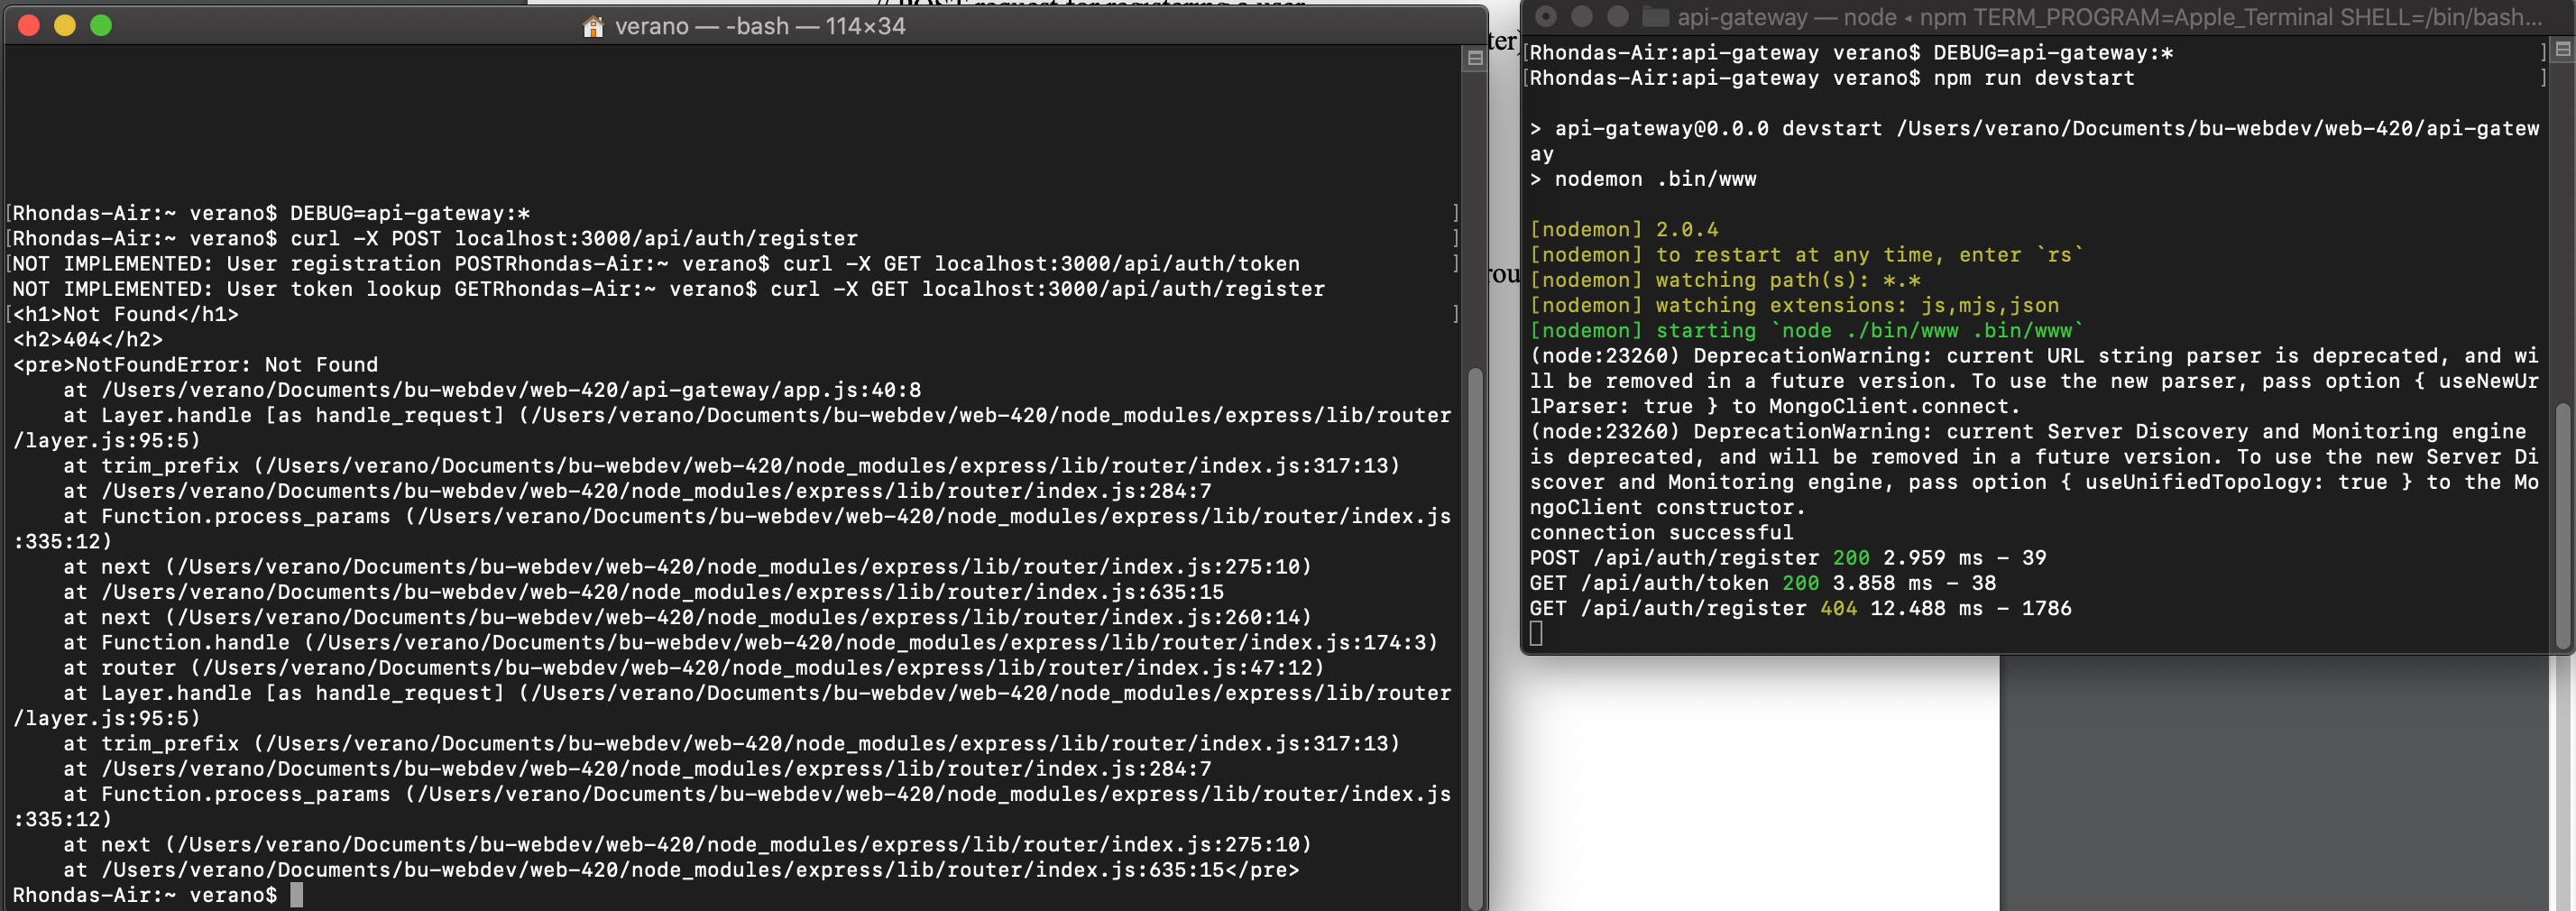 // POST request for registering a user
verano — -bash — 114×34
[Rhondas-Air:~ verano$ DEBUG=api-gateway:* ]
[Rhondas-Air:~ verano$ curl -X POST localhost:3000/api/auth/register ]
[NOT IMPLEMENTED: User registration POSTRhondas-Air:~ verano$ curl -X GET localhost:3000/api/auth/token ]
NOT IMPLEMENTED: User token lookup GETRhondas-Air:~ verano$ curl -X GET localhost:3000/api/auth/register
[<h1>Not Found</h1> ]
<h2>404</h2>
<pre>NotFoundError: Not Found
    at /Users/verano/Documents/bu-webdev/web-420/api-gateway/app.js:40:8
    at Layer.handle [as handle_request] (/Users/verano/Documents/bu-webdev/web-420/node_modules/express/lib/router
/layer.js:95:5)
    at trim_prefix (/Users/verano/Documents/bu-webdev/web-420/node_modules/express/lib/router/index.js:317:13)
    at /Users/verano/Documents/bu-webdev/web-420/node_modules/express/lib/router/index.js:284:7
    at Function.process_params (/Users/verano/Documents/bu-webdev/web-420/node_modules/express/lib/router/index.js
:335:12)
    at next (/Users/verano/Documents/bu-webdev/web-420/node_modules/express/lib/router/index.js:275:10)
    at /Users/verano/Documents/bu-webdev/web-420/node_modules/express/lib/router/index.js:635:15
    at next (/Users/verano/Documents/bu-webdev/web-420/node_modules/express/lib/router/index.js:260:14)
    at Function.handle (/Users/verano/Documents/bu-webdev/web-420/node_modules/express/lib/router/index.js:174:3)
    at router (/Users/verano/Documents/bu-webdev/web-420/node_modules/express/lib/router/index.js:47:12)
    at Layer.handle [as handle_request] (/Users/verano/Documents/bu-webdev/web-420/node_modules/express/lib/router
/layer.js:95:5)
    at trim_prefix (/Users/verano/Documents/bu-webdev/web-420/node_modules/express/lib/router/index.js:317:13)
    at /Users/verano/Documents/bu-webdev/web-420/node_modules/express/lib/router/index.js:284:7
    at Function.process_params (/Users/verano/Documents/bu-webdev/web-420/node_modules/express/lib/router/index.js
:335:12)
    at next (/Users/verano/Documents/bu-webdev/web-420/node_modules/express/lib/router/index.js:275:10)
    at /Users/verano/Documents/bu-webdev/web-420/node_modules/express/lib/router/index.js:635:15</pre>
Rhondas-Air:~ verano$
ter)
rou
api-gateway — node ◂ npm TERM_PROGRAM=Apple_Terminal SHELL=/bin/bash...
[Rhondas-Air:api-gateway verano$ DEBUG=api-gateway:* ]
[Rhondas-Air:api-gateway verano$ npm run devstart ]
> api-gateway@0.0.0 devstart /Users/verano/Documents/bu-webdev/web-420/api-gatew
ay
> nodemon .bin/www
[nodemon] 2.0.4
[nodemon] to restart at any time, enter `rs`
[nodemon] watching path(s): *.*
[nodemon] watching extensions: js,mjs,json
[nodemon] starting `node ./bin/www .bin/www`
(node:23260) DeprecationWarning: current URL string parser is deprecated, and wi
ll be removed in a future version. To use the new parser, pass option { useNewUr
lParser: true } to MongoClient.connect.
(node:23260) DeprecationWarning: current Server Discovery and Monitoring engine
is deprecated, and will be removed in a future version. To use the new Server Di
scover and Monitoring engine, pass option { useUnifiedTopology: true } to the Mo
ngoClient constructor.
connection successful
POST /api/auth/register 200 2.959 ms - 39
GET /api/auth/token 200 3.858 ms - 38
GET /api/auth/register 404 12.488 ms - 1786